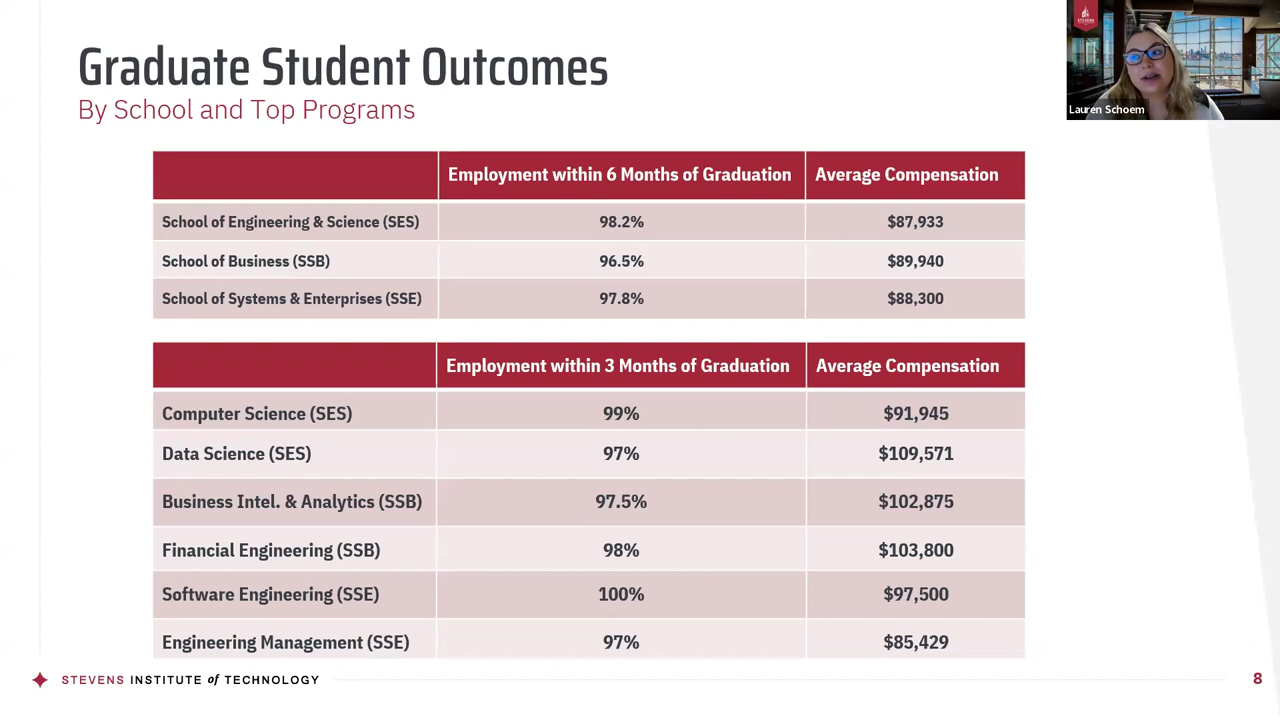 Graduate Student Outcomes
By School and Top Programs
STEVENS
Lauren Schoem
Employment within 6 Months of Graduation Average Compensation
School of Engineering & Science (SES) 98.2% $87,933
School of Business (SSB) 96.5% $89,940
School of Systems & Enterprises (SSE) 97.8% $88,300
Employment within 3 Months of Graduation Average Compensation
Computer Science (SES) 99% $91,945
Data Science (SES) 97% $109,571
Business Intel. & Analytics (SSB) 97.5% $102,875
Financial Engineering (SSB) 98% $103,800
Software Engineering (SSE) 100% $97,500
Engineering Management (SSE) 97% $85,429
STEVENS INSTITUTE of TECHNOLOGY 8